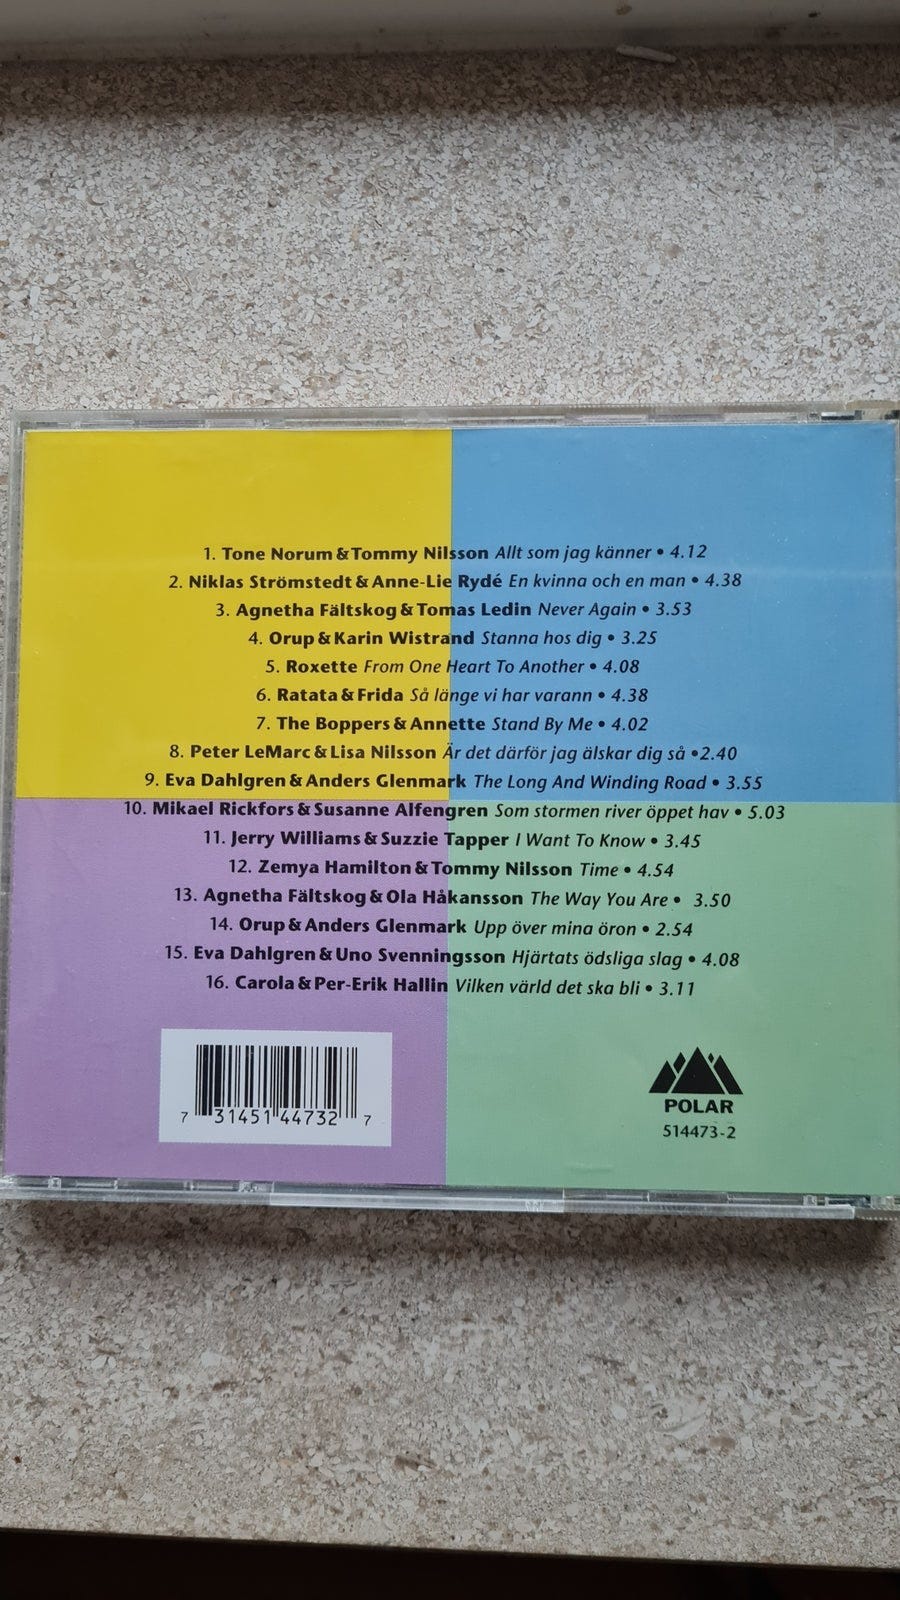 1. Tone Norum & Tommy Nilsson Allt som jag känner • 4.12
2. Niklas Strömstedt & Anne-Lie Rydé En kvinna och en man • 4.38
3. Agnetha Fältskog & Tomas Ledin Never Again • 3.53
4. Orup & Karin Wistrand Stanna hos dig • 3.25
5. Roxette From One Heart To Another • 4.08
6. Ratata & Frida Så länge vi har varann • 4.38
7. The Boppers & Annette Stand By Me • 4.02
8. Peter LeMarc & Lisa Nilsson Är det därför jag älskar dig så •2.40
9. Eva Dahlgren & Anders Glenmark The Long And Winding Road • 3.55
10. Mikael Rickfors & Susanne Alfengren Som stormen river öppet hav • 5.03
11. Jerry Williams & Suzzie Tapper I Want To Know • 3.45
12. Zemya Hamilton & Tommy Nilsson Time • 4.54
13. Agnetha Fältskog & Ola Håkansson The Way You Are • 3.50
14. Orup & Anders Glenmark Upp över mina öron • 2.54
15. Eva Dahlgren & Uno Svenningsson Hjärtats ödsliga slag • 4.08
16. Carola & Per-Erik Hallin Vilken värld det ska bli • 3.11
7 31451 44732 7
POLAR
514473-2